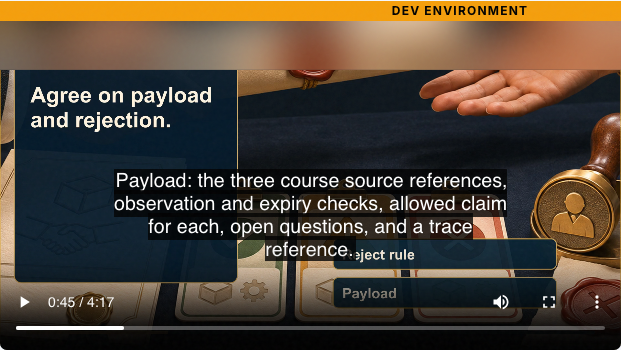 DEV ENVIRONMENT
Agree on payload
and rejection.
Payload: the three course source references,
observation and expiry checks, allowed claim
for each, open questions, and a trace
reference.
eject rule
Payload
0:45 / 4:17